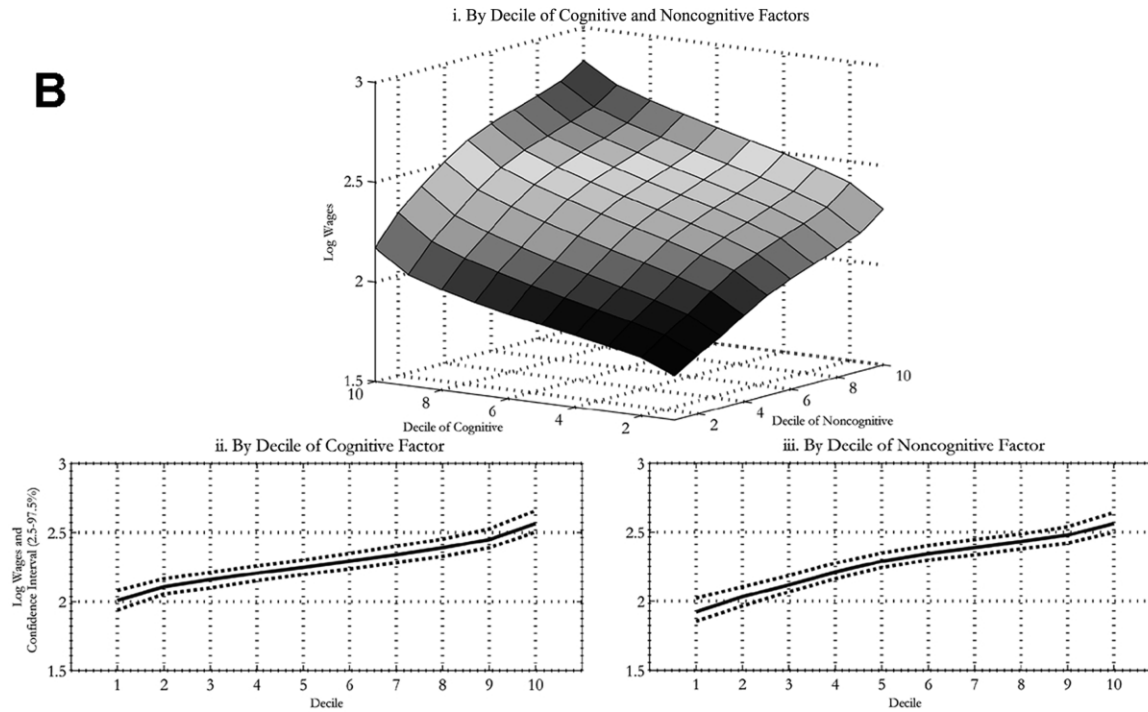 i. By Decile of Cognitive and Noncognitive Factors
B
3
2.5
2
1.5
Log Wages
10 8 6 4 2
Decile of Cognitive
2 4 6 8 10
Decile of Noncognitive
ii. By Decile of Cognitive Factor
3
2.5
2
1.5
Log Wages and
Confidence Interval (2.5-97.5%)
1 2 3 4 5 6 7 8 9 10
Decile
iii. By Decile of Noncognitive Factor
3
2.5
2
1.5
1 2 3 4 5 6 7 8 9 10
Decile